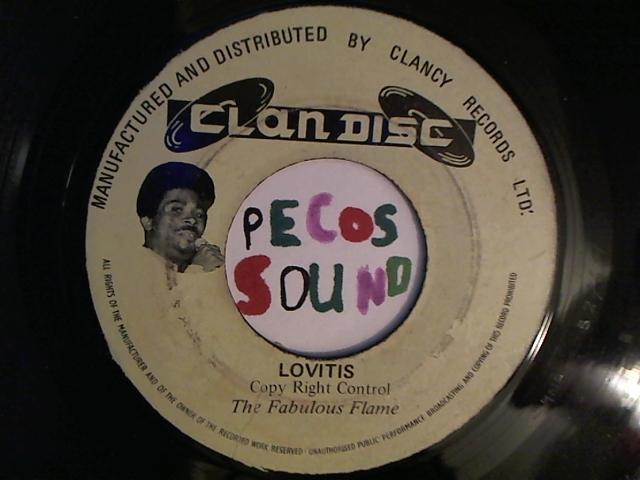 MANUFACTURED AND DISTRIBUTED BY CLANCY RECORDS LTD:
CLAN DISC
PECOS
SOUND
LOVITIS
Copy Right Control
The Fabulous Flame
ALL RIGHTS OF THE MANUFACTURER AND OF THE OWNER OF THE RECORDED WORK RESERVED · UNAUTHORISED PUBLIC PERFORMANCE BROADCASTING AND COPYING OF THIS RECORD PROHIBITED